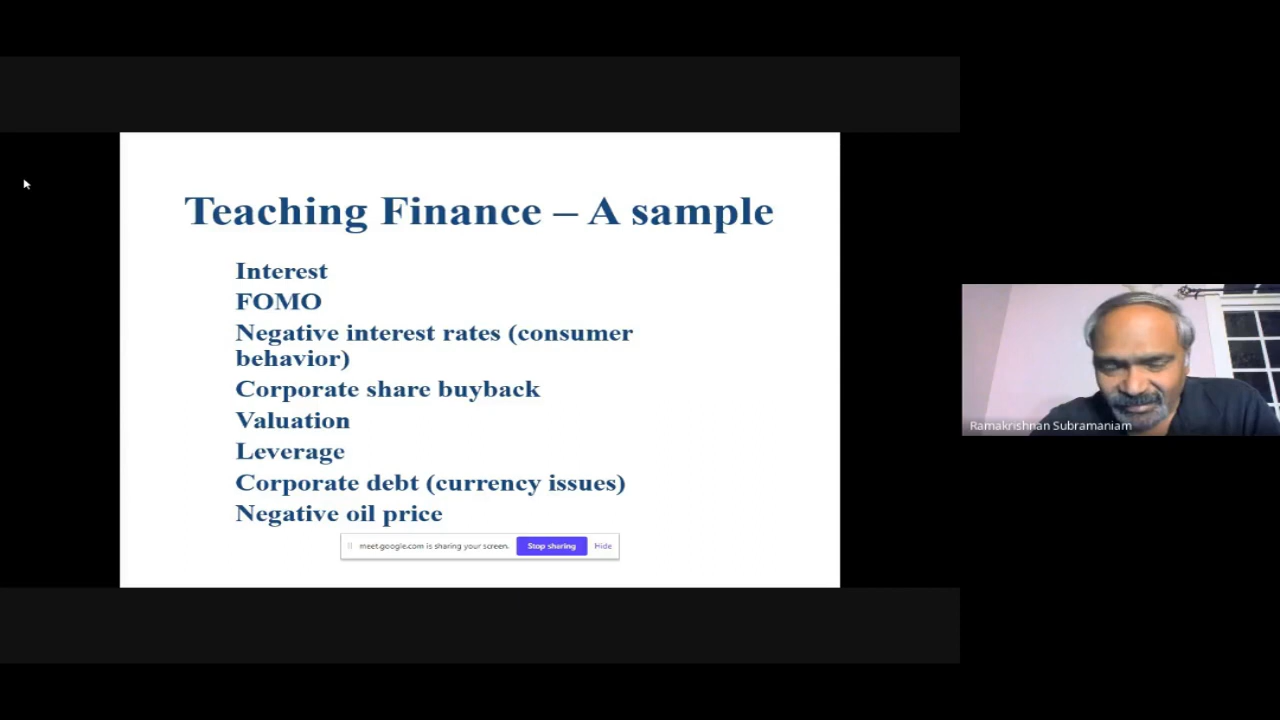 Teaching Finance – A sample
Interest
FOMO
Negative interest rates (consumer
behavior)
Corporate share buyback
Valuation
Leverage
Corporate debt (currency issues)
Negative oil price
meet.google.com is sharing your screen.
Stop sharing
Hide
Ramakrishnan Subramaniam